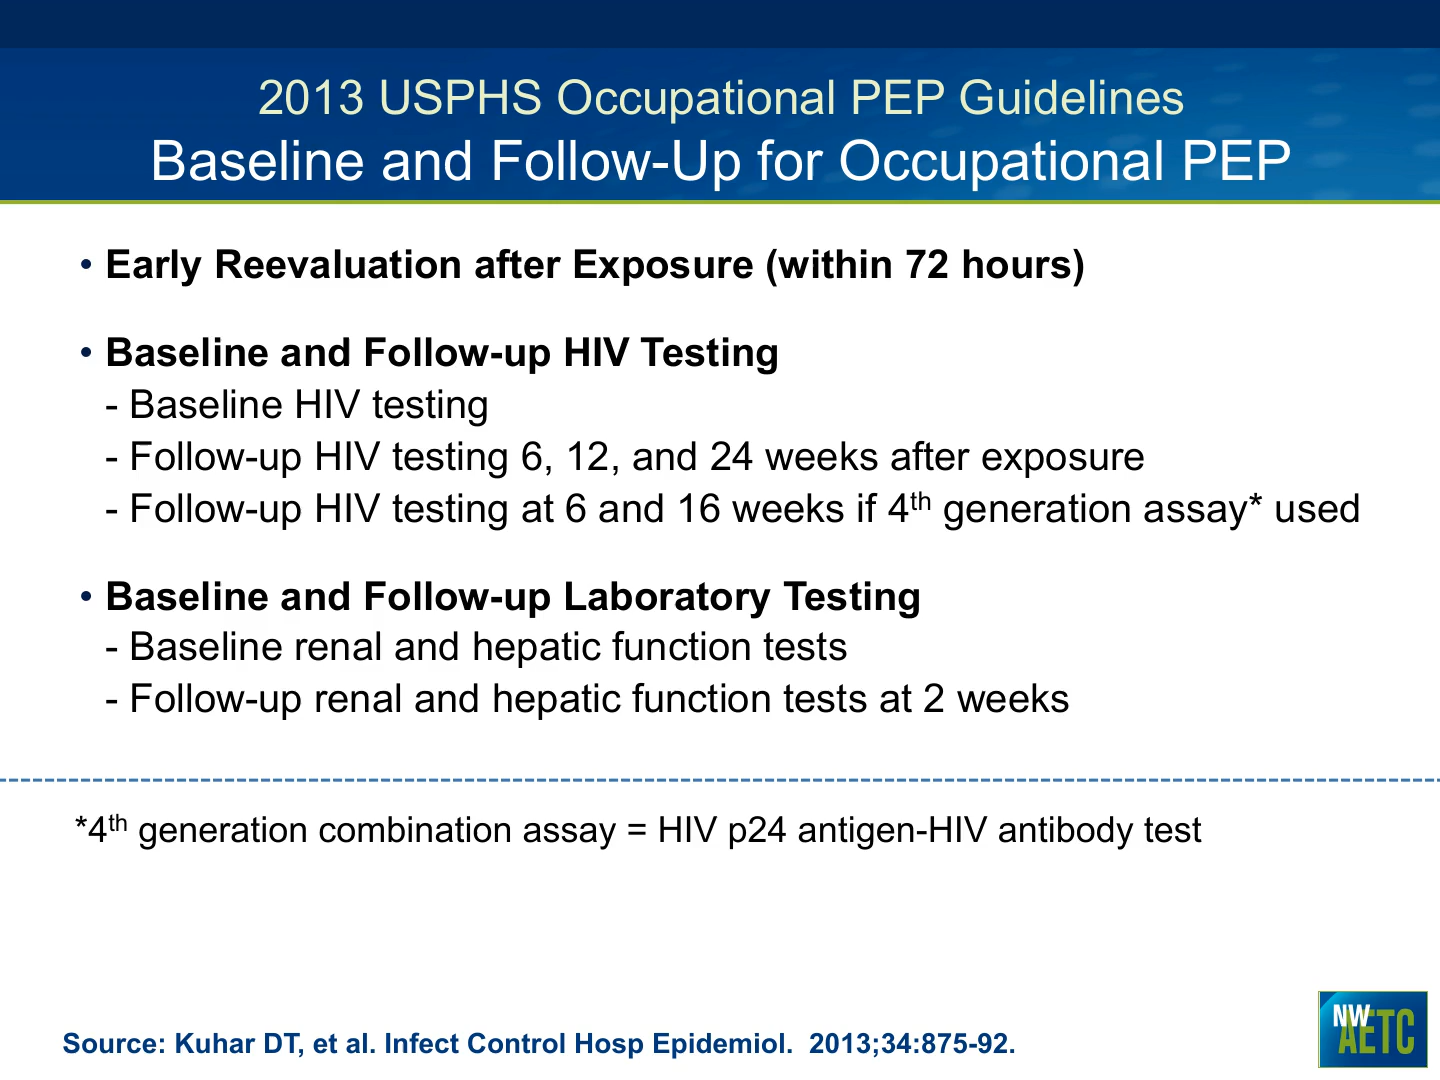 2013 USPHS Occupational PEP Guidelines
Baseline and Follow-Up for Occupational PEP
• Early Reevaluation after Exposure (within 72 hours)
• Baseline and Follow-up HIV Testing
- Baseline HIV testing
- Follow-up HIV testing 6, 12, and 24 weeks after exposure
- Follow-up HIV testing at 6 and 16 weeks if 4th generation assay* used
• Baseline and Follow-up Laboratory Testing
- Baseline renal and hepatic function tests
- Follow-up renal and hepatic function tests at 2 weeks
*4th generation combination assay = HIV p24 antigen-HIV antibody test
Source: Kuhar DT, et al. Infect Control Hosp Epidemiol. 2013;34:875-92.
NW
AETC